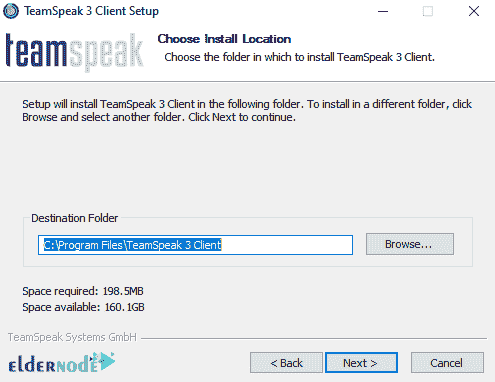 TeamSpeak 3 Client Setup
teamspeak
Choose Install Location
Choose the folder in which to install TeamSpeak 3 Client.
Setup will install TeamSpeak 3 Client in the following folder. To install in a different folder, click
Browse and select another folder. Click Next to continue.
Destination Folder
C:\Program Files\TeamSpeak 3 Client
Browse...
Space required: 198.5MB
Space available: 160.1GB
TeamSpeak Systems GmbH
eldernode
< Back
Next >
Cancel